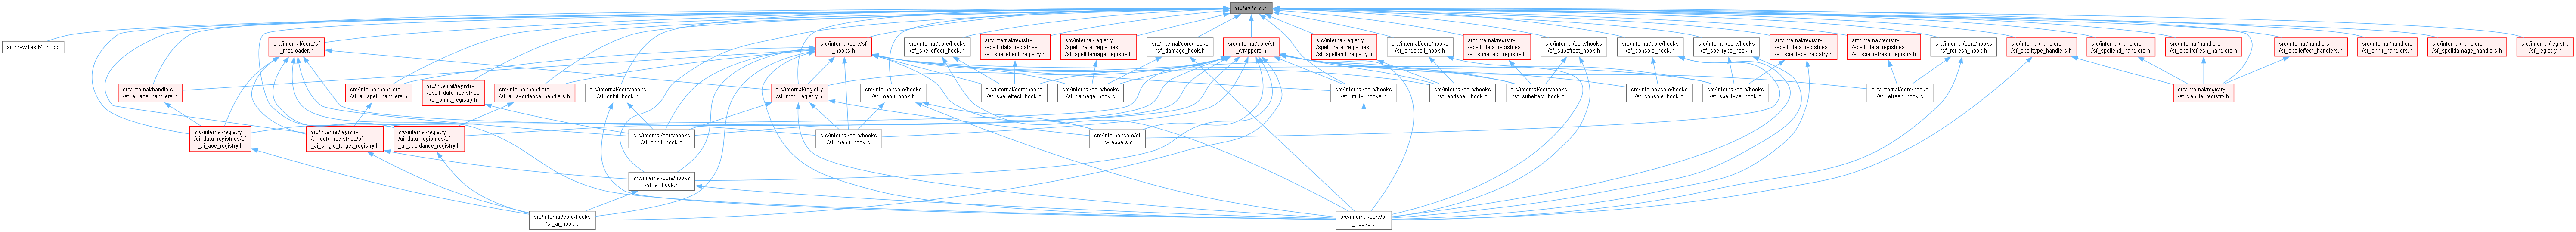 src/api/sfsf.h
src/dev/TestMod.cpp
src/internal/core/sf
_modloader.h
src/internal/core/sf
_hooks.h
src/internal/core/hooks
/sf_spelleffect_hook.h
src/internal/registry
/spell_data_registries
/sf_spelleffect_registry.h
src/internal/registry
/spell_data_registries
/sf_spelldamage_registry.h
src/internal/core/hooks
/sf_damage_hook.h
src/internal/core/sf
_wrappers.h
src/internal/registry
/spell_data_registries
/sf_spellend_registry.h
src/internal/core/hooks
/sf_endspell_hook.h
src/internal/registry
/spell_data_registries
/sf_subeffect_registry.h
src/internal/core/hooks
/sf_subeffect_hook.h
src/internal/core/hooks
/sf_console_hook.h
src/internal/core/hooks
/sf_spelltype_hook.h
src/internal/registry
/spell_data_registries
/sf_spelltype_registry.h
src/internal/registry
/spell_data_registries
/sf_spellrefresh_registry.h
src/internal/core/hooks
/sf_refresh_hook.h
src/internal/handlers
/sf_spelltype_handlers.h
src/internal/handlers
/sf_spellend_handlers.h
src/internal/handlers
/sf_spellrefresh_handlers.h
src/internal/handlers
/sf_spelleffect_handlers.h
src/internal/handlers
/sf_onhit_handlers.h
src/internal/handlers
/sf_spelldamage_handlers.h
src/internal/registry
/sf_registry.h
src/internal/handlers
/sf_ai_aoe_handlers.h
src/internal/handlers
/sf_ai_spell_handlers.h
src/internal/registry
/spell_data_registries
/sf_onhit_registry.h
src/internal/handlers
/sf_ai_avoidance_handlers.h
src/internal/core/hooks
/sf_onhit_hook.h
src/internal/registry
/sf_mod_registry.h
src/internal/core/hooks
/sf_menu_hook.h
src/internal/core/hooks
/sf_spelleffect_hook.c
src/internal/core/hooks
/sf_damage_hook.c
src/internal/core/hooks
/sf_utility_hooks.h
src/internal/core/hooks
/sf_endspell_hook.c
src/internal/core/hooks
/sf_subeffect_hook.c
src/internal/core/hooks
/sf_console_hook.c
src/internal/core/hooks
/sf_spelltype_hook.c
src/internal/core/hooks
/sf_refresh_hook.c
src/internal/registry
/sf_vanilla_registry.h
src/internal/registry
/ai_data_registries/sf
_ai_aoe_registry.h
src/internal/registry
/ai_data_registries/sf
_ai_single_target_registry.h
src/internal/registry
/ai_data_registries/sf
_ai_avoidance_registry.h
src/internal/core/hooks
/sf_onhit_hook.c
src/internal/core/hooks
/sf_menu_hook.c
src/internal/core/sf
_wrappers.c
src/internal/core/hooks
/sf_ai_hook.h
src/internal/core/hooks
/sf_ai_hook.c
src/internal/core/sf
_hooks.c